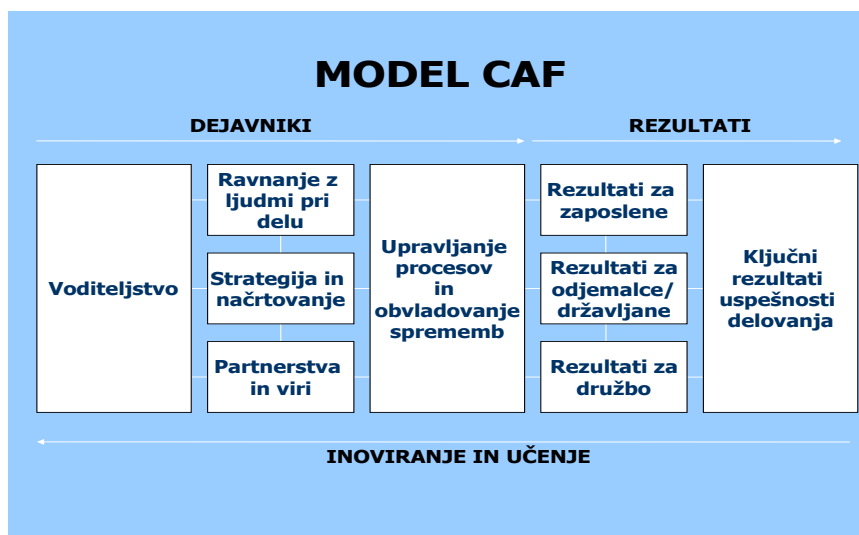 MODEL CAF
DEJAVNIKI
REZULTATI
Voditeljstvo
Ravnanje z
ljudmi pri
delu
Strategija in
načrtovanje
Partnerstva
in viri
Upravljanje
procesov
in
obvladovanje
sprememb
Rezultati za
zaposlene
Rezultati za
odjemalce/
državljane
Rezultati za
družbo
Ključni
rezultati
uspešnosti
delovanja
INOVIRANJE IN UČENJE